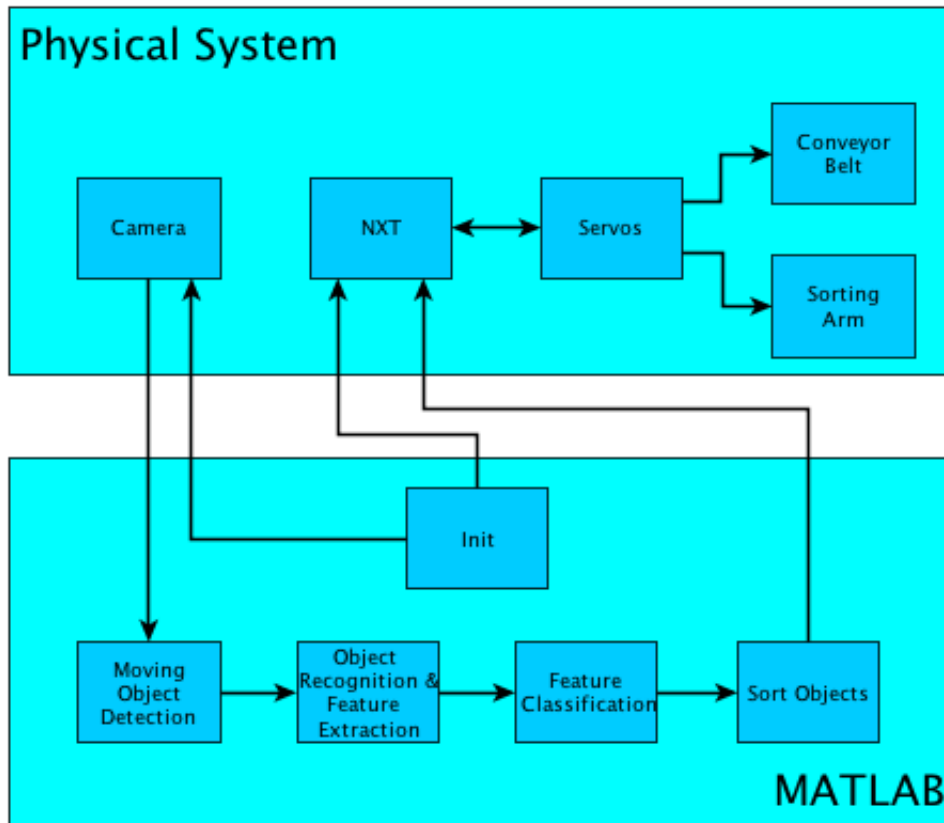 Physical System
Conveyor
Belt
Camera
NXT
Servos
Sorting
Arm
Init
Moving
Object
Detection
Object
Recognition &
Feature
Extraction
Feature
Classification
Sort Objects
MATLAB